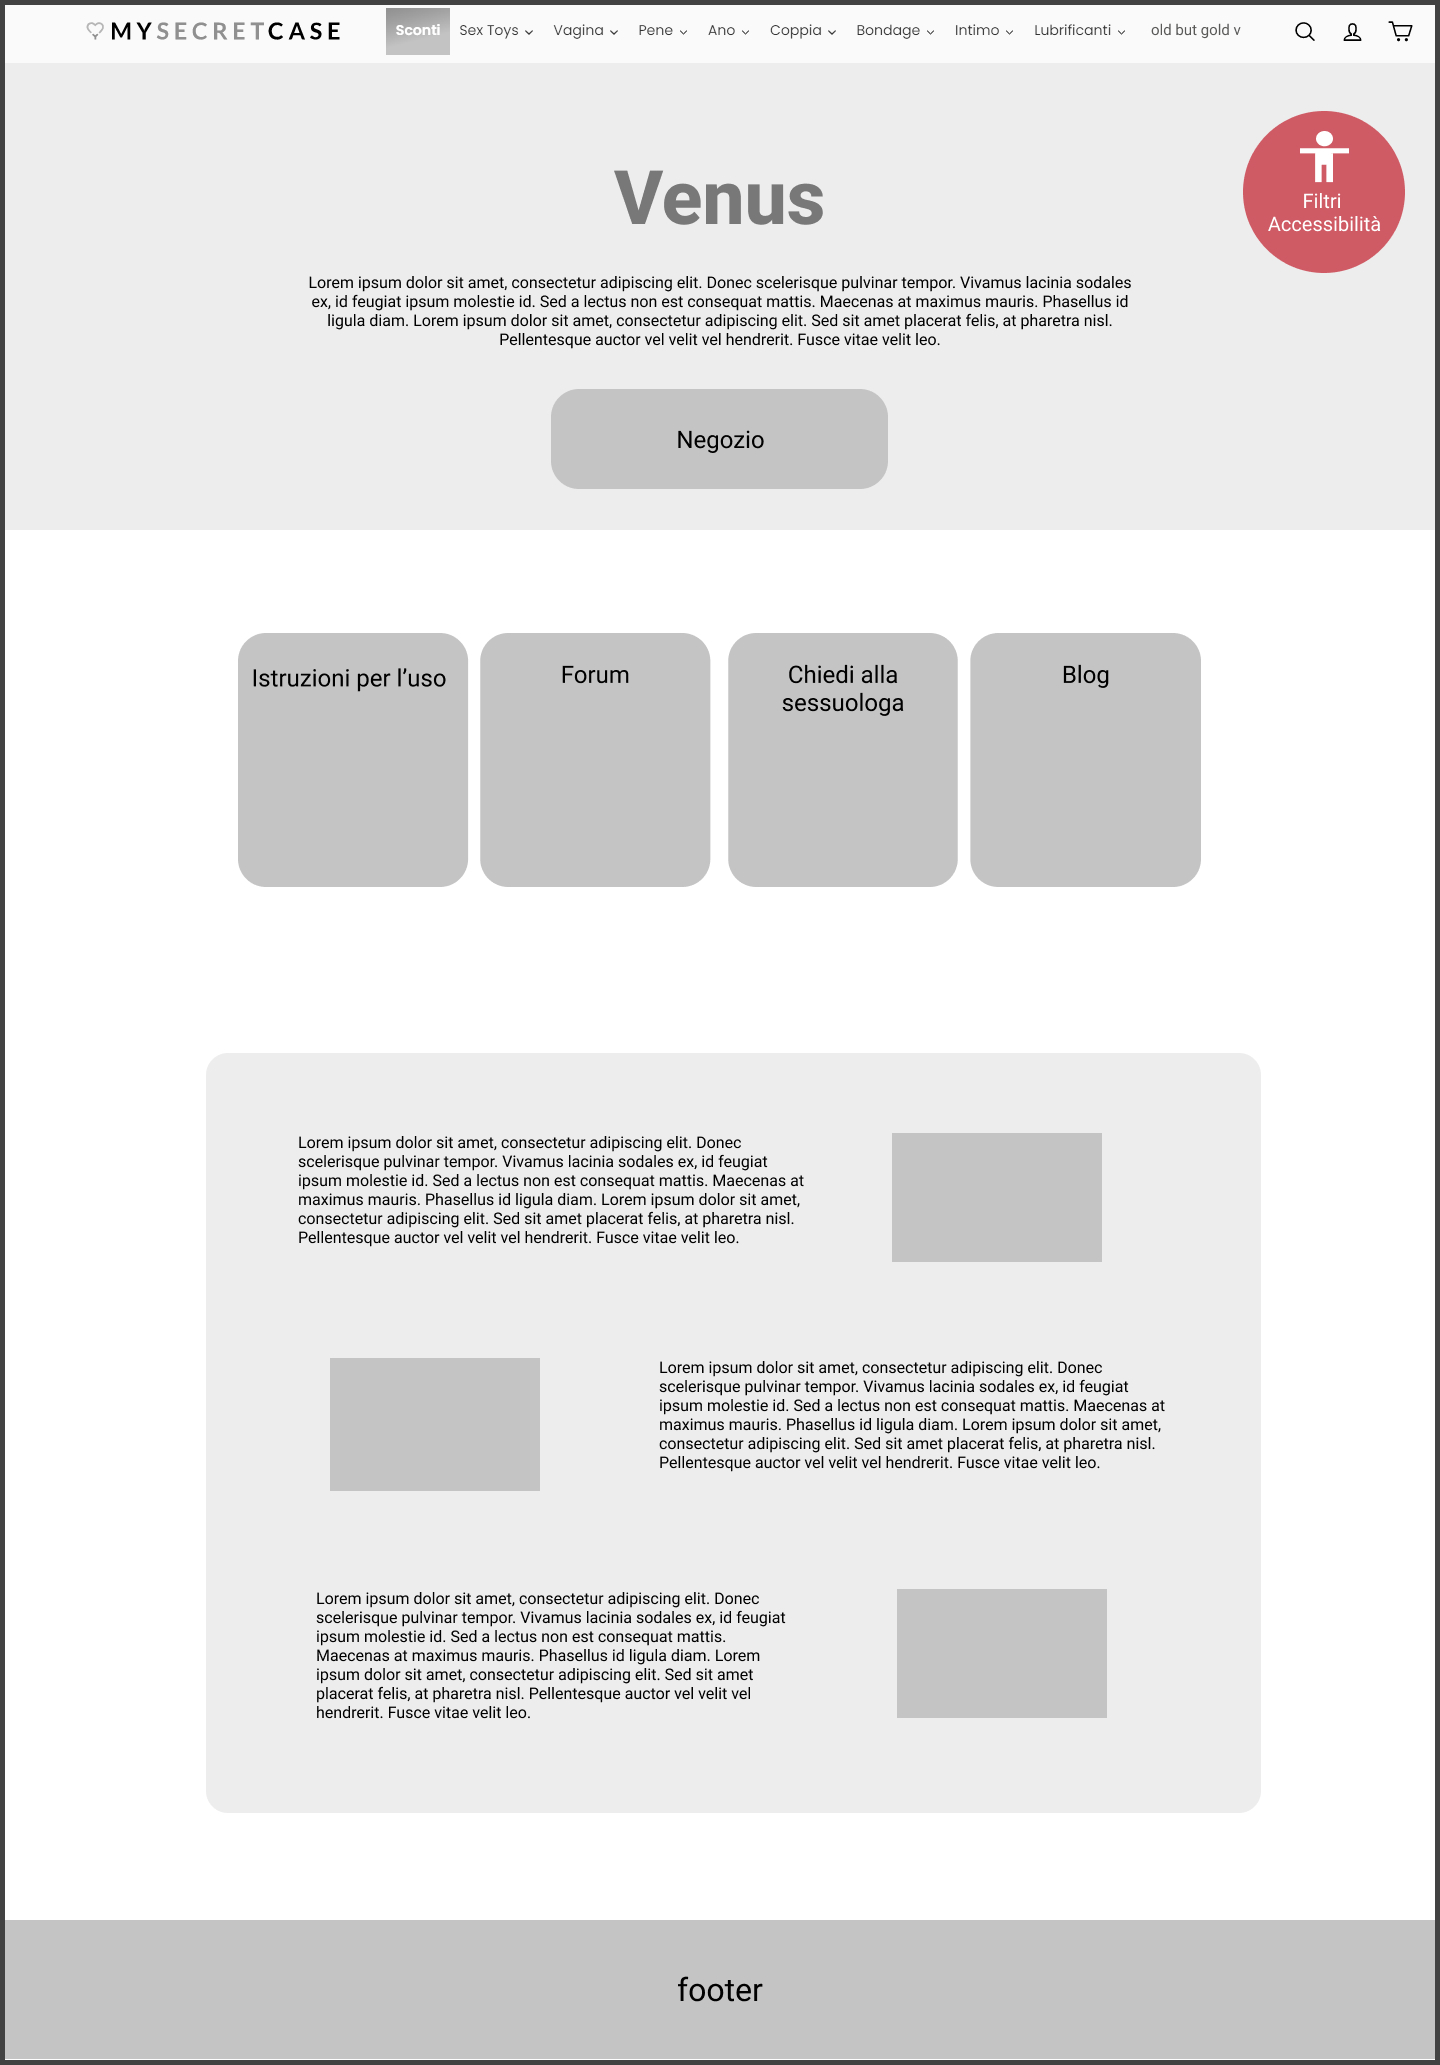 MYSECRETCASE Sconti Sex Toys Vagina Pene Ano Coppia Bondage Intimo Lubrificanti old but gold v
Filtri
Accessibilità
Venus
Lorem ipsum dolor sit amet, consectetur adipiscing elit. Donec scelerisque pulvinar tempor. Vivamus lacinia sodales
ex, id feugiat ipsum molestie id. Sed a lectus non est consequat mattis. Maecenas at maximus mauris. Phasellus id
ligula diam. Lorem ipsum dolor sit amet, consectetur adipiscing elit. Sed sit amet placerat felis, at pharetra nisl.
Pellentesque auctor vel velit vel hendrerit. Fusce vitae velit leo.
Negozio
Istruzioni per l’uso
Forum
Chiedi alla
sessuologa
Blog
Lorem ipsum dolor sit amet, consectetur adipiscing elit. Donec
scelerisque pulvinar tempor. Vivamus lacinia sodales ex, id feugiat
ipsum molestie id. Sed a lectus non est consequat mattis. Maecenas at
maximus mauris. Phasellus id ligula diam. Lorem ipsum dolor sit amet,
consectetur adipiscing elit. Sed sit amet placerat felis, at pharetra nisl.
Pellentesque auctor vel velit vel hendrerit. Fusce vitae velit leo.
Lorem ipsum dolor sit amet, consectetur adipiscing elit. Donec
scelerisque pulvinar tempor. Vivamus lacinia sodales ex, id feugiat
ipsum molestie id. Sed a lectus non est consequat mattis. Maecenas at
maximus mauris. Phasellus id ligula diam. Lorem ipsum dolor sit amet,
consectetur adipiscing elit. Sed sit amet placerat felis, at pharetra nisl.
Pellentesque auctor vel velit vel hendrerit. Fusce vitae velit leo.
Lorem ipsum dolor sit amet, consectetur adipiscing elit. Donec
scelerisque pulvinar tempor. Vivamus lacinia sodales ex, id feugiat
ipsum molestie id. Sed a lectus non est consequat mattis.
Maecenas at maximus mauris. Phasellus id ligula diam. Lorem
ipsum dolor sit amet, consectetur adipiscing elit. Sed sit amet
placerat felis, at pharetra nisl. Pellentesque auctor vel velit vel
hendrerit. Fusce vitae velit leo.
footer